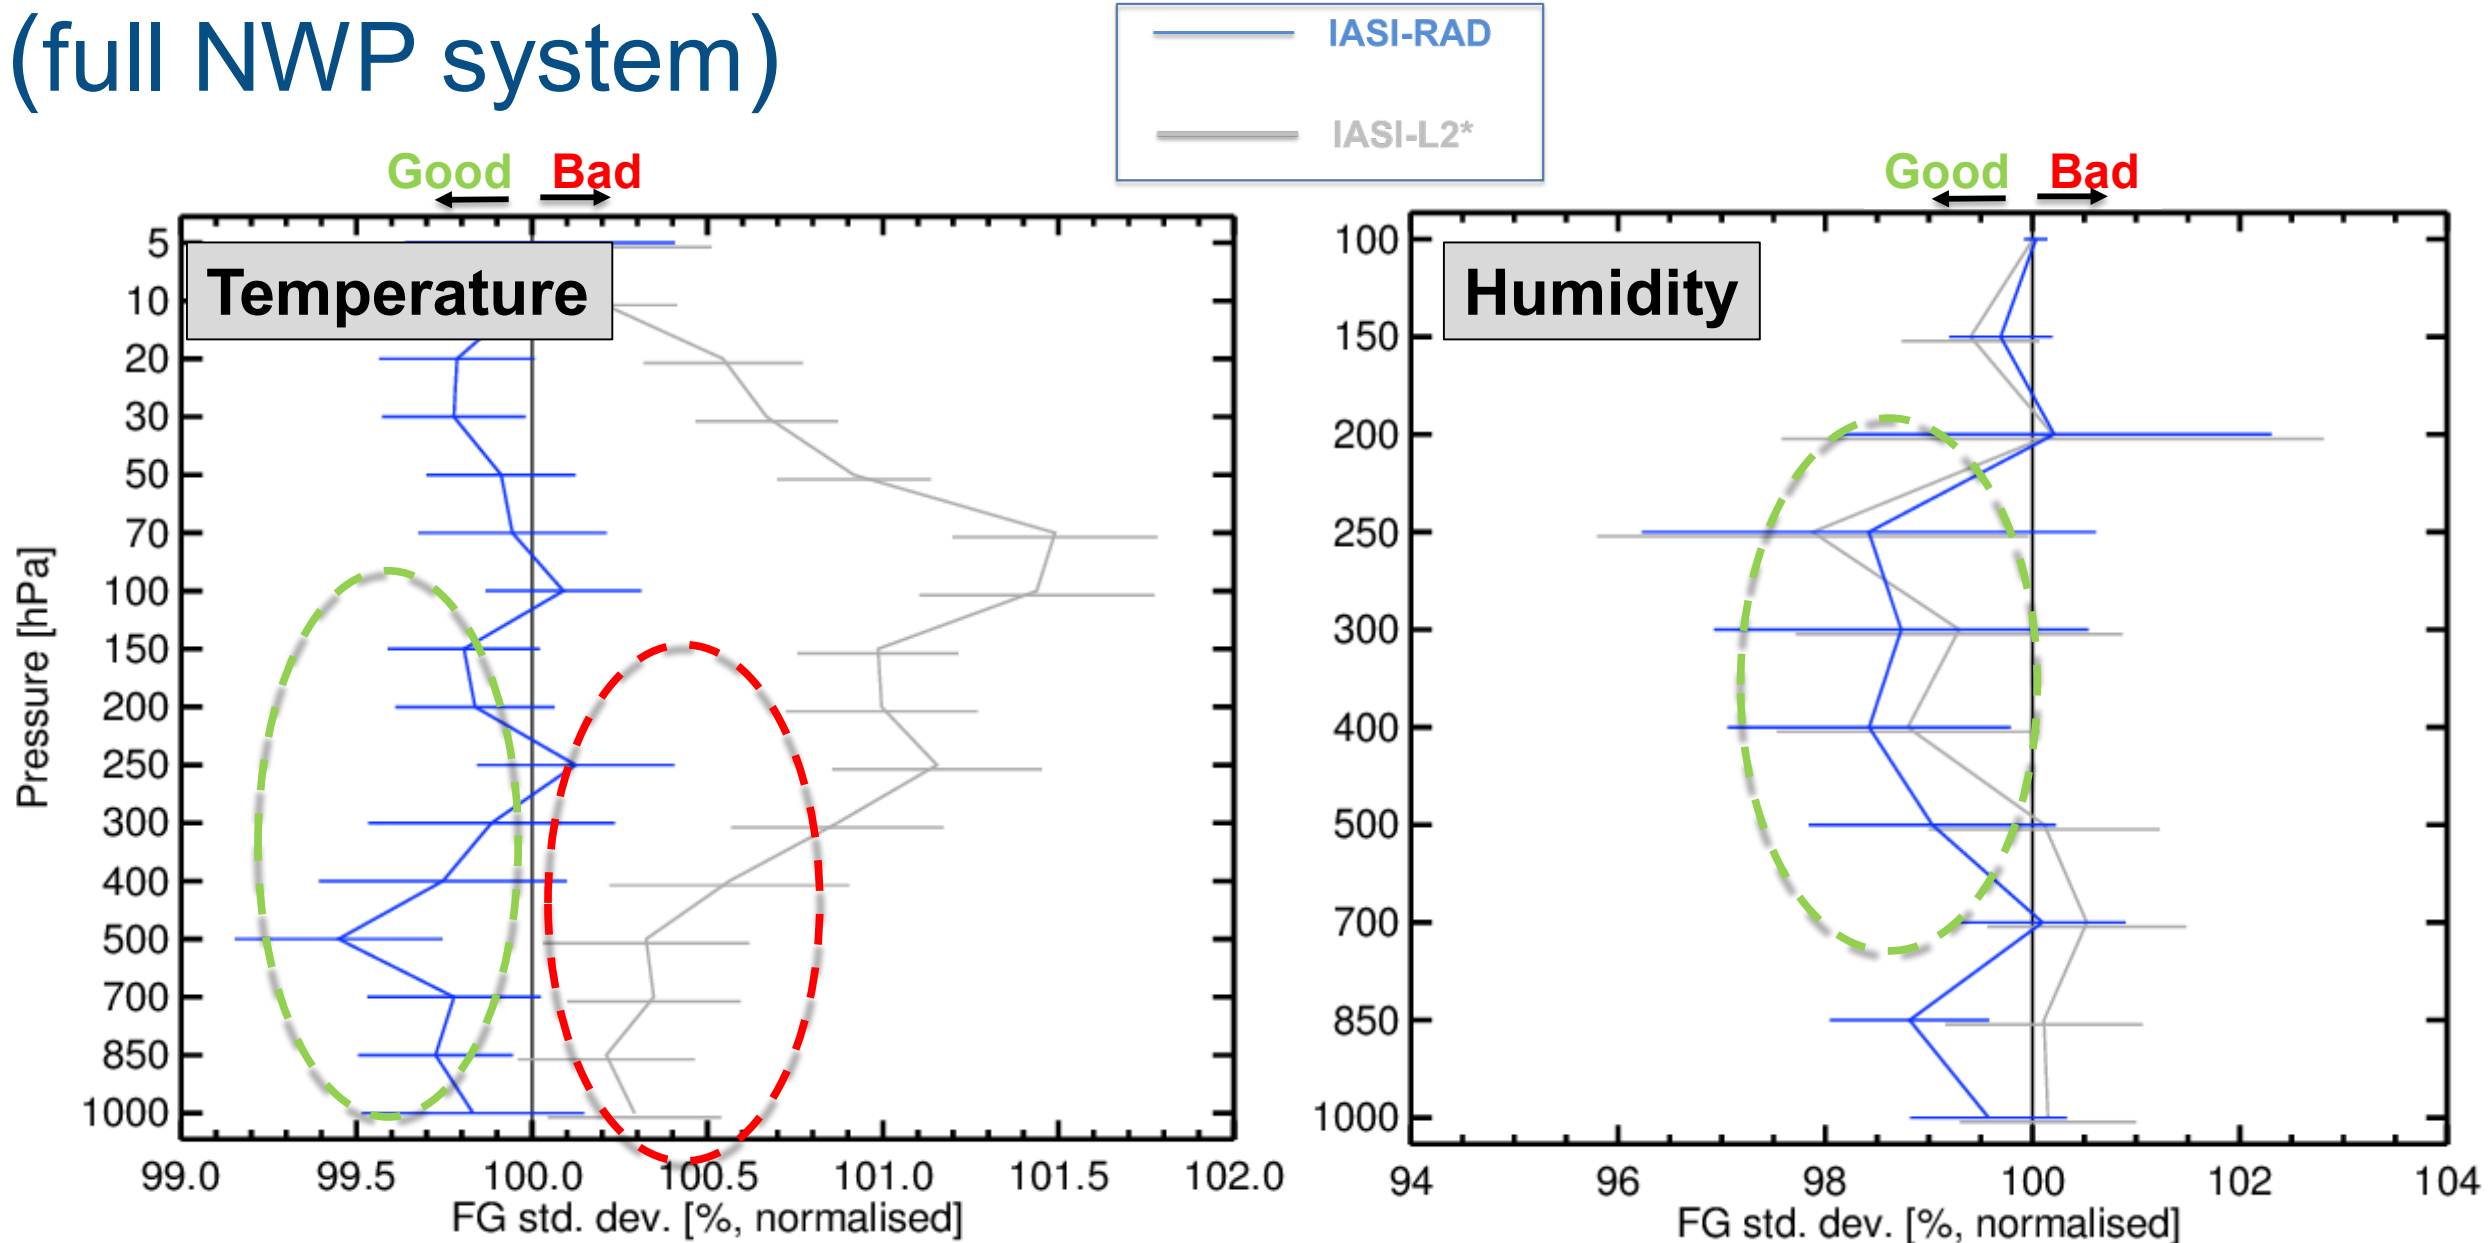 (full NWP system)
IASI-RAD
IASI-L2*
Good Bad
Good Bad
Temperature
Humidity
Pressure [hPa]
5
10
20
30
50
70
100
150
200
250
300
400
500
700
850
1000
99.0 99.5 100.0 100.5 101.0 101.5 102.0
FG std. dev. [%, normalised]
100
150
200
250
300
400
500
700
850
1000
94 96 98 100 102 104
FG std. dev. [%, normalised]